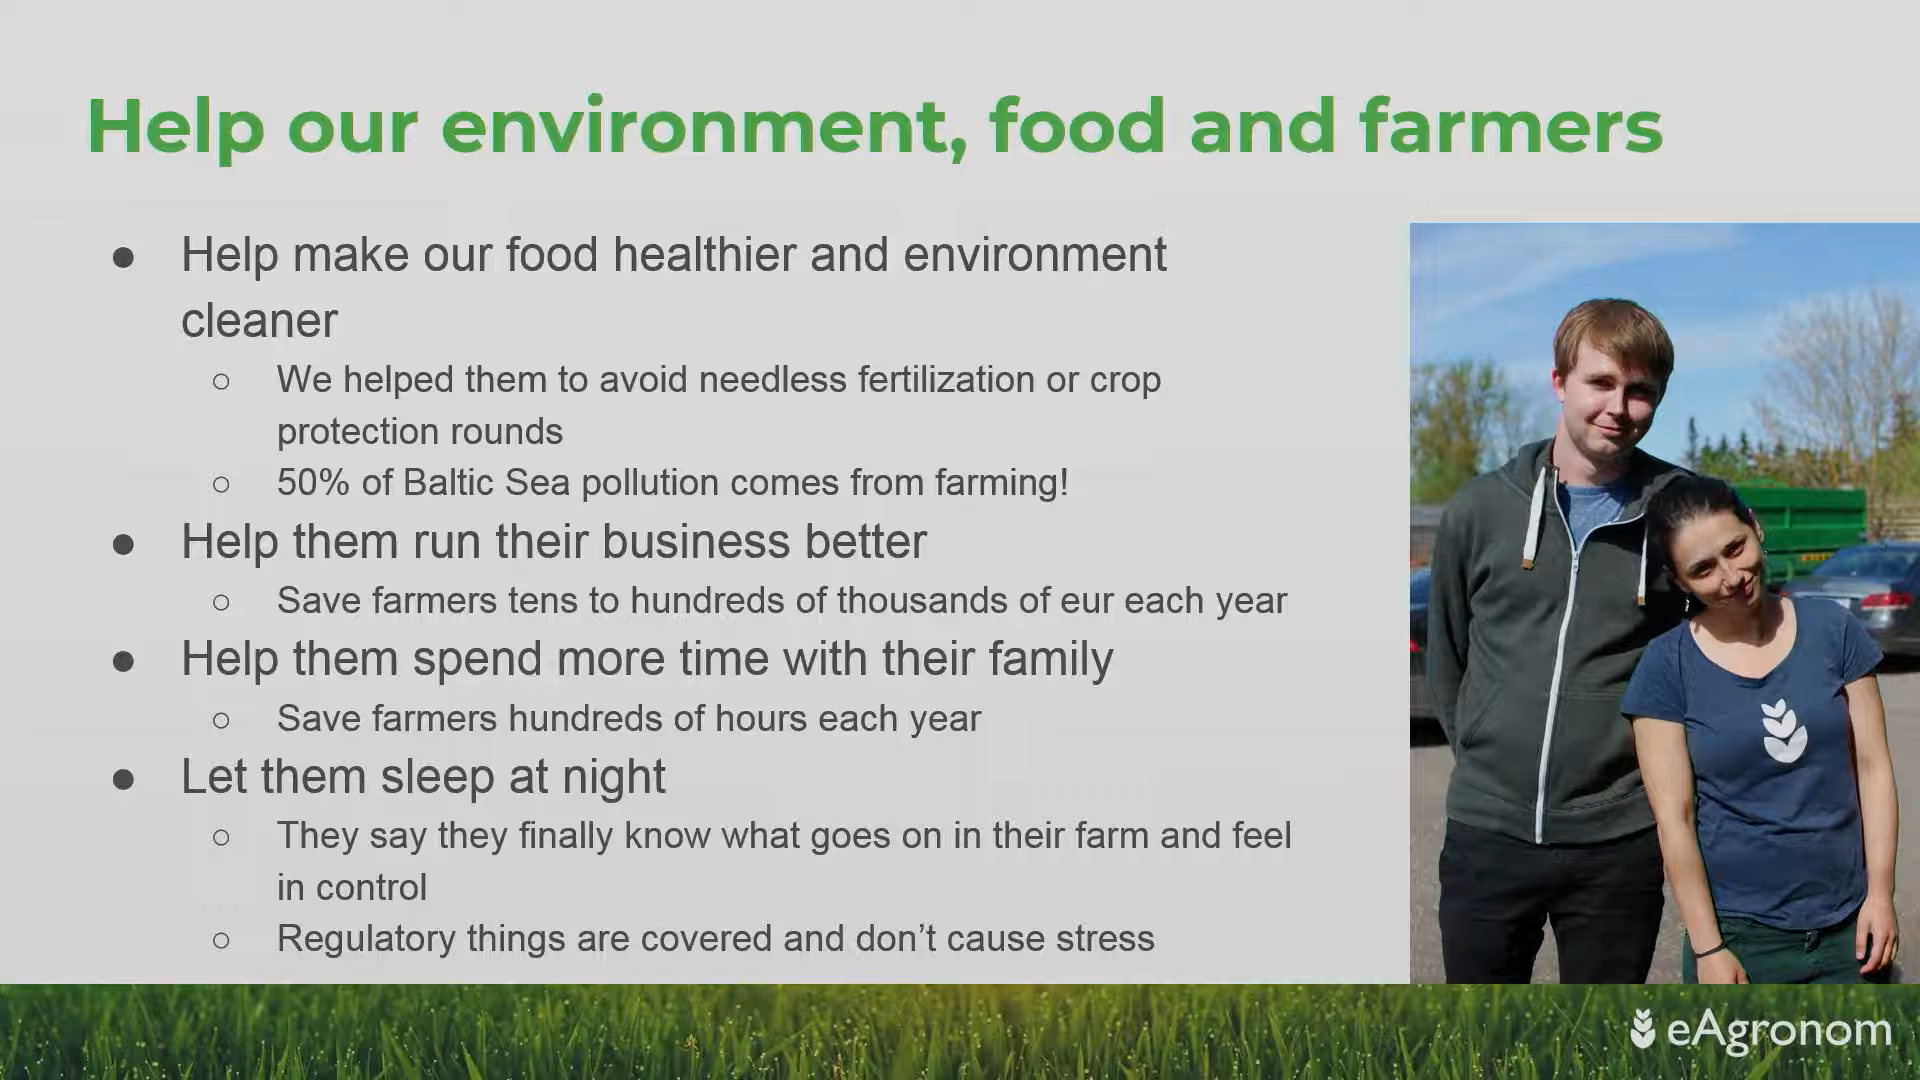 Help our environment, food and farmers
● Help make our food healthier and environment
cleaner
○ We helped them to avoid needless fertilization or crop
protection rounds
○ 50% of Baltic Sea pollution comes from farming!
● Help them run their business better
○ Save farmers tens to hundreds of thousands of eur each year
● Help them spend more time with their family
○ Save farmers hundreds of hours each year
● Let them sleep at night
○ They say they finally know what goes on in their farm and feel
in control
○ Regulatory things are covered and don’t cause stress
eAgronom